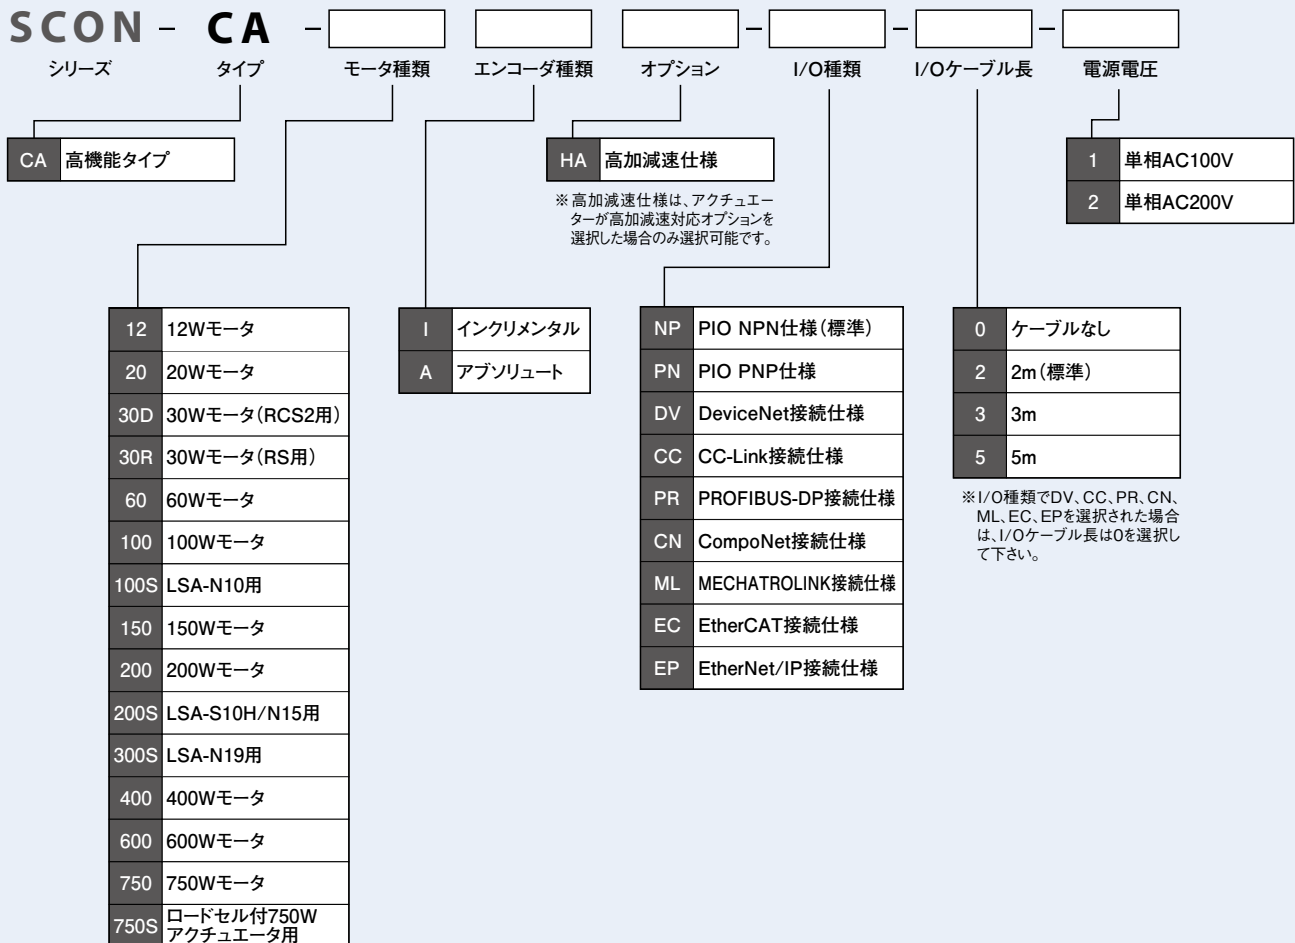 SCON - CA -
-
-
-
シリーズ
タイプ
モータ種類
エンコーダ種類
オプション
I/O種類
I/Oケーブル長
電源電圧
CA 高機能タイプ
HA 高加減速仕様
※高加減速仕様は、アクチュエー
ターが高加減速対応オプションを
選択した場合のみ選択可能です。
1 単相AC100V
2 単相AC200V
12 12Wモータ
20 20Wモータ
30D 30Wモータ(RCS2用)
30R 30Wモータ(RS用)
60 60Wモータ
100 100Wモータ
100S LSA-N10用
150 150Wモータ
200 200Wモータ
200S LSA-S10H/N15用
300S LSA-N19用
400 400Wモータ
600 600Wモータ
750 750Wモータ
750S ロードセル付750W
アクチュエータ用
I インクリメンタル
A アブソリュート
NP PIO NPN仕様(標準)
PN PIO PNP仕様
DV DeviceNet接続仕様
CC CC-Link接続仕様
PR PROFIBUS-DP接続仕様
CN CompoNet接続仕様
ML MECHATROLINK接続仕様
EC EtherCAT接続仕様
EP EtherNet/IP接続仕様
0 ケーブルなし
2 2m(標準)
3 3m
5 5m
※I/O種類でDV、CC、PR、CN、
ML、EC、EPを選択された場合
は、I/Oケーブル長は0を選択し
て下さい。